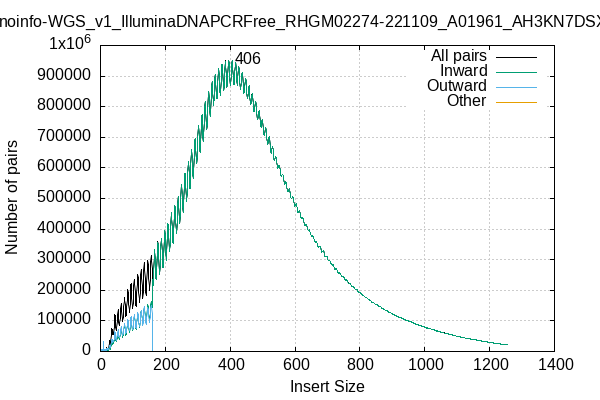 noinfo-WGS_v1_IlluminaDNAPCRFree_RHGM02274-221109_A01961_AH3KN7DSX
1x10⁶
900000
800000
700000
600000
500000
400000
300000
200000
100000
0
Number of pairs
406
All pairs
Inward
Outward
Other
0 200 400 600 800 1000 1200 1400
Insert Size